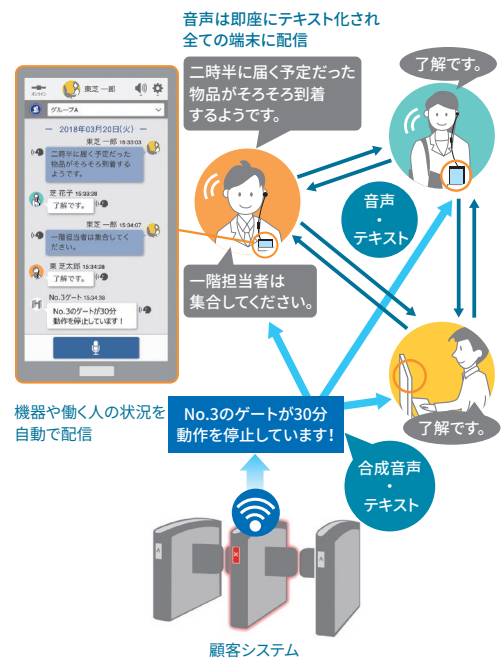 音声は即座にテキスト化され
全ての端末に配信
オンライン
東芝 一郎
グループA
2018年03月20日(火)
東芝 一郎 15:33:03
二時半に届く予定だった
物品がそろそろ到着する
ようです。
芝 花子 15:33:28
了解です。
東芝 一郎 15:34:07
一階担当者は集合してく
ださい。
東 芝太郎 15:34:28
了解です。
No.3ゲート 15:34:36
No.3のゲートが30分
動作を停止しています!
二時半に届く予定だった
物品がそろそろ到着
するようです。
了解です。
音声
・
テキスト
一階担当者は
集合してください。
了解です。
機器や働く人の状況を
自動で配信
No.3のゲートが30分
動作を停止しています!
合成音声
・
テキスト
顧客システム